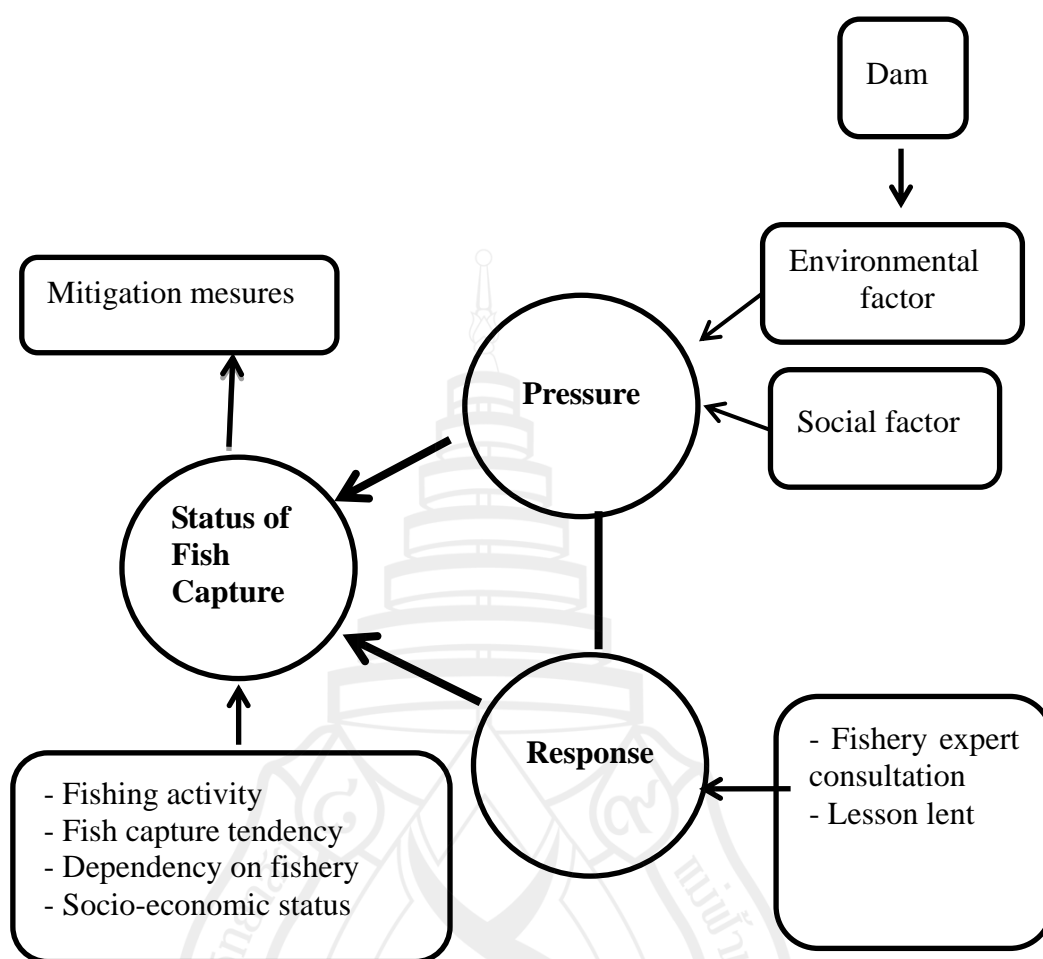 Dam
Environmental
factor
Mitigation mesures
Pressure
Social factor
Status of
Fish
Capture
Response
- Fishery expert
consultation
- Lesson lent
- Fishing activity
- Fish capture tendency
- Dependency on fishery
- Socio-economic status